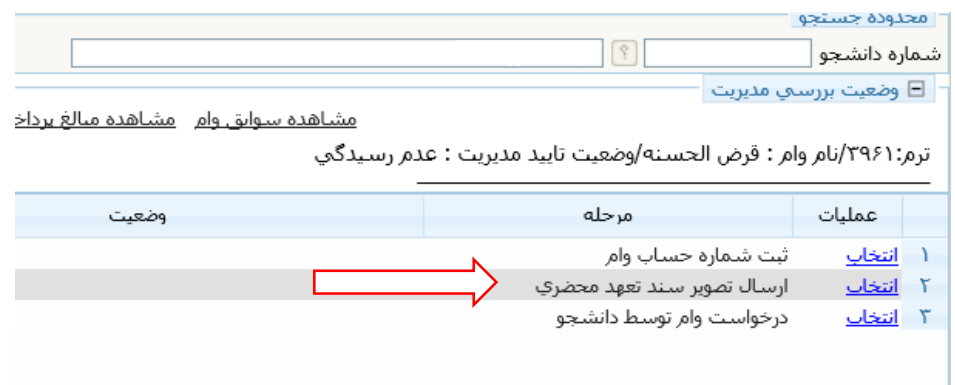 محدوده جستجو
شماره دانشجو ?
وضعيت بررسي مديريت
مشاهده سوابق وام مشاهده مبالغ
ترم:۳۹۶۱/نام وام : قرض الحسنه/وضعيت تاييد مديريت : عدم رسيدگي
عمليات مرحله وضعيت
۱ انتخاب ثبت شماره حساب وام
۲ انتخاب ارسال تصوير سند تعهد محضري
۳ انتخاب درخواست وام توسط دانشجو